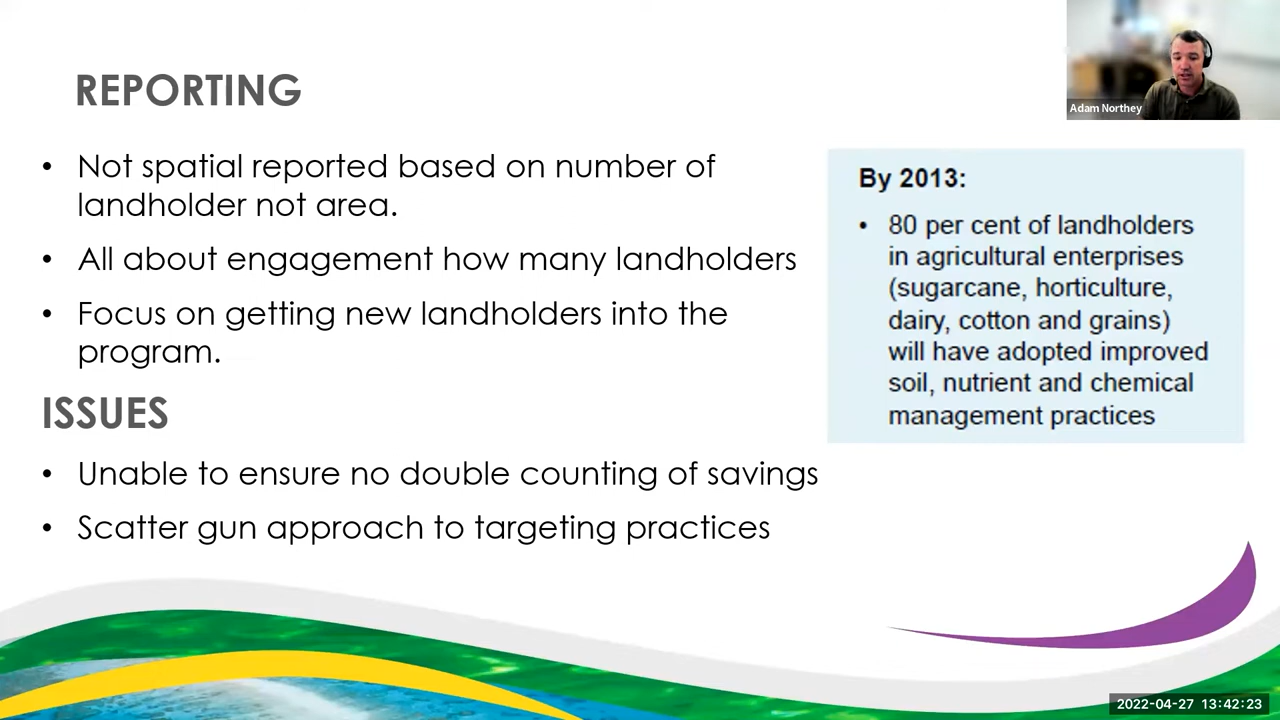 REPORTING
• Not spatial reported based on number of
landholder not area.
• All about engagement how many landholders
• Focus on getting new landholders into the
program.
ISSUES
• Unable to ensure no double counting of savings
• Scatter gun approach to targeting practices
Adam Northey
By 2013:
• 80 per cent of landholders
in agricultural enterprises
(sugarcane, horticulture,
dairy, cotton and grains)
will have adopted improved
soil, nutrient and chemical
management practices
2022-04-27 13:42:23